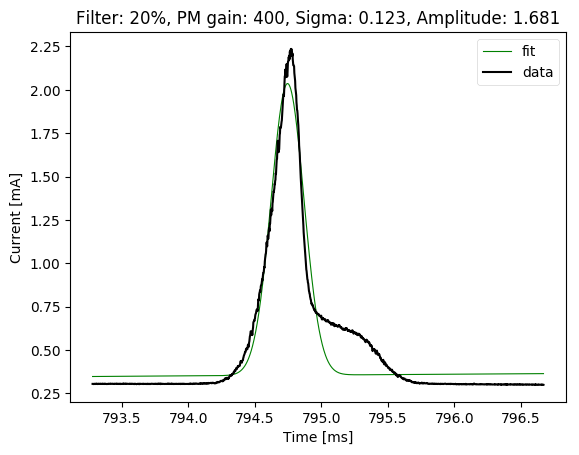 Filter: 20%, PM gain: 400, Sigma: 0.123, Amplitude: 1.681
fit
data
2.25
2.00
1.75
1.50
1.25
1.00
0.75
0.50
0.25
Current [mA]
793.5 794.0 794.5 795.0 795.5 796.0 796.5
Time [ms]